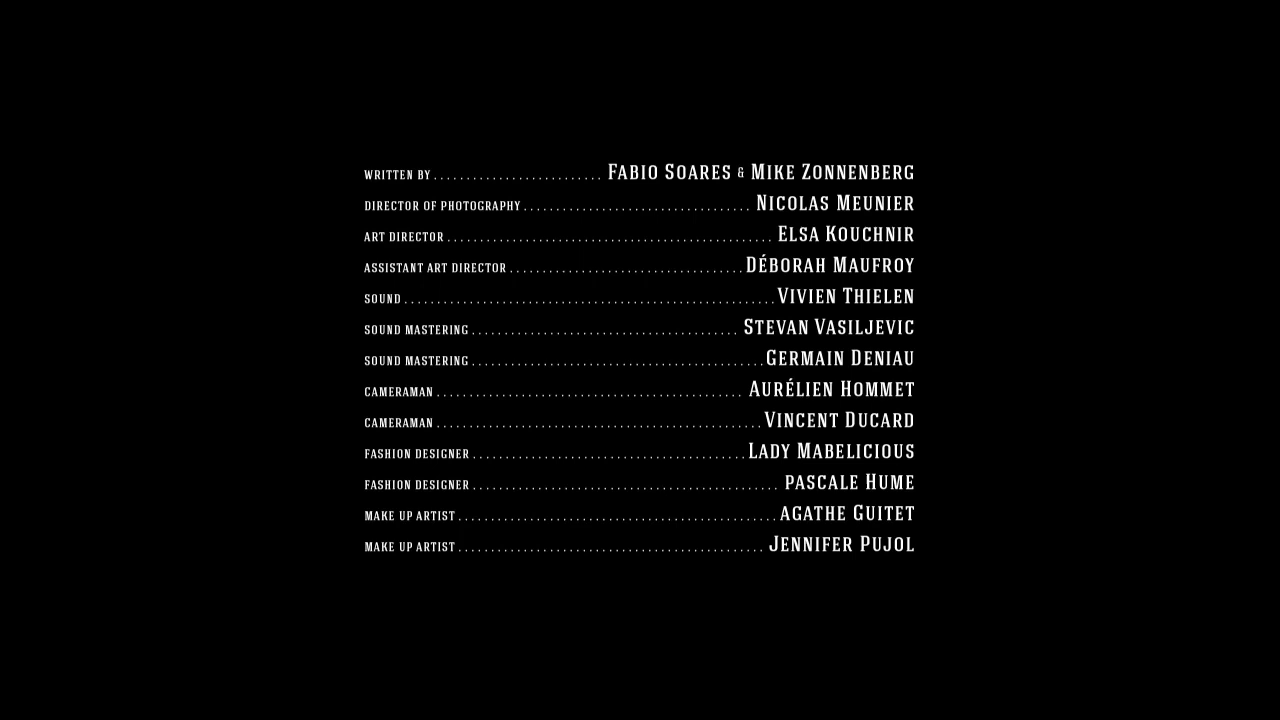 WRITTEN BY .......................... FABIO SOARES & MIKE ZONNENBERG
DIRECTOR OF PHOTOGRAPHY ................................... NICOLAS MEUNIER
ART DIRECTOR .................................................. ELSA KOUCHNIR
ASSISTANT ART DIRECTOR .................................... DÉBORAH MAUFROY
SOUND ......................................................... VIVIEN THIELEN
SOUND MASTERING ......................................... STEVAN VASILJEVIC
SOUND MASTERING ............................................. GERMAIN DENIAU
CAMERAMAN ............................................... AURÉLIEN HOMMET
CAMERAMAN .................................................. VINCENT DUCARD
FASHION DESIGNER .......................................... LADY MABELICIOUS
FASHION DESIGNER ............................................... PASCALE HUME
MAKE UP ARTIST ................................................. AGATHE GUITET
MAKE UP ARTIST ............................................... JENNIFER PUJOL